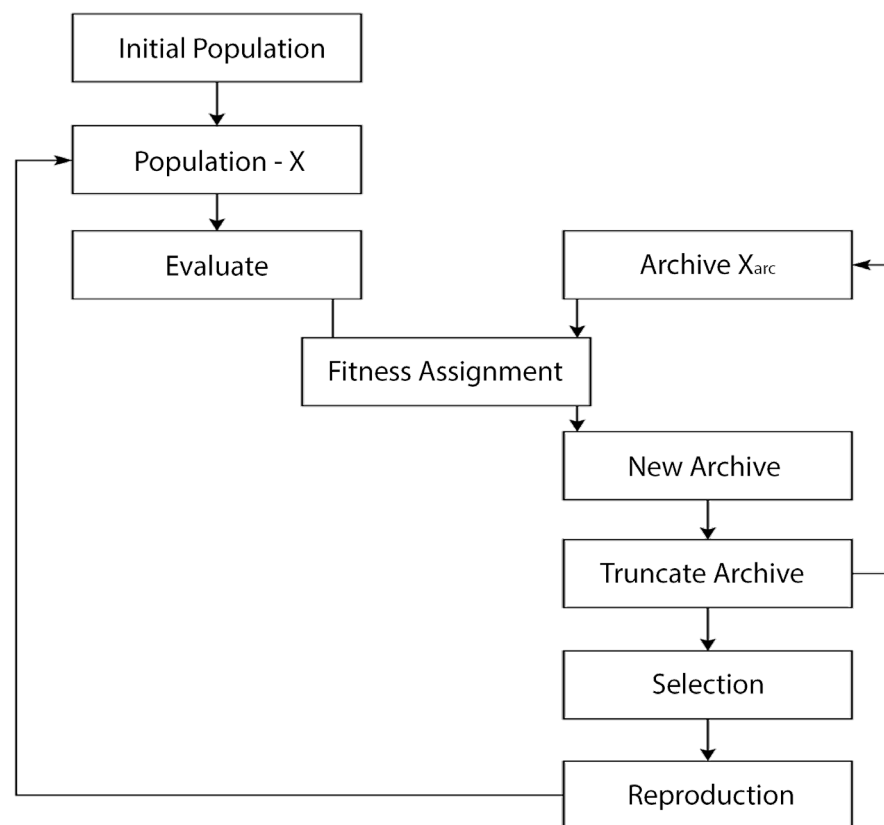 Initial Population
Population - X
Evaluate
Archive Xarc
Fitness Assignment
New Archive
Truncate Archive
Selection
Reproduction